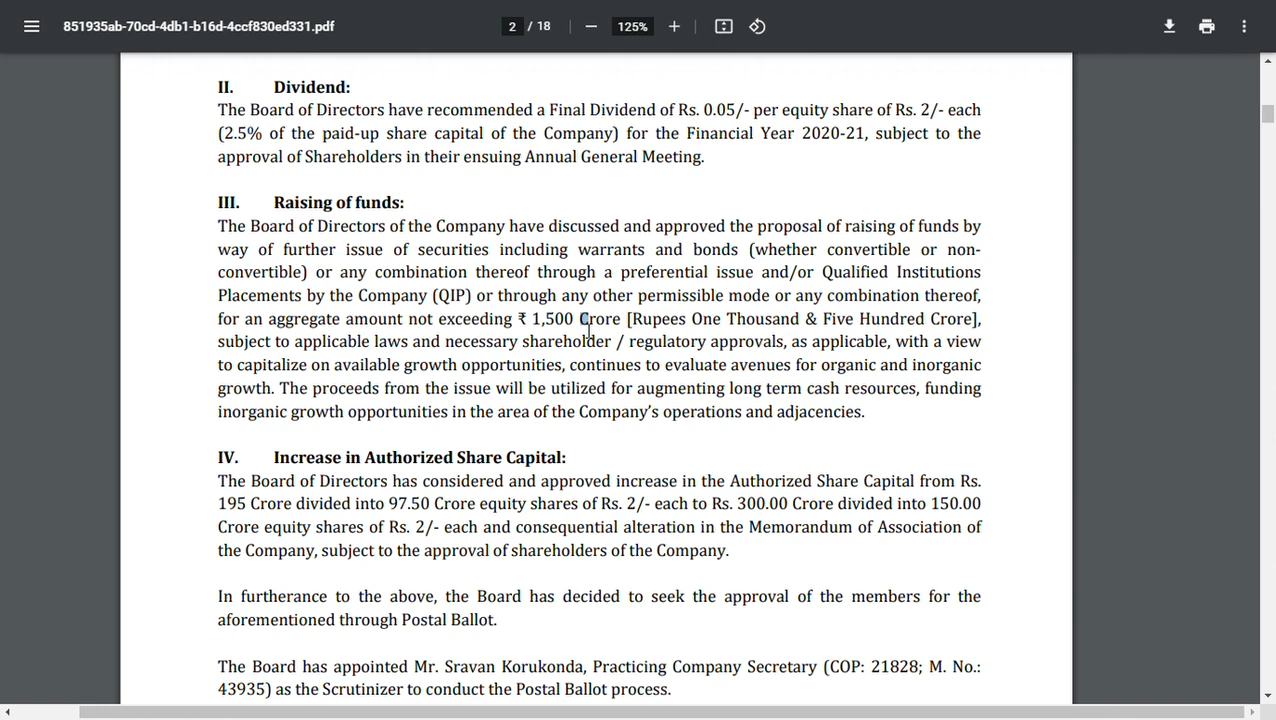 851935ab-70cd-4db1-b16d-4ccf830ed331.pdf
2 / 18
125%
II. Dividend:
The Board of Directors have recommended a Final Dividend of Rs. 0.05/- per equity share of Rs. 2/- each
(2.5% of the paid-up share capital of the Company) for the Financial Year 2020-21, subject to the
approval of Shareholders in their ensuing Annual General Meeting.
III. Raising of funds:
The Board of Directors of the Company have discussed and approved the proposal of raising of funds by
way of further issue of securities including warrants and bonds (whether convertible or non-
convertible) or any combination thereof through a preferential issue and/or Qualified Institutions
Placements by the Company (QIP) or through any other permissible mode or any combination thereof,
for an aggregate amount not exceeding ₹ 1,500 Crore [Rupees One Thousand & Five Hundred Crore],
subject to applicable laws and necessary shareholder / regulatory approvals, as applicable, with a view
to capitalize on available growth opportunities, continues to evaluate avenues for organic and inorganic
growth. The proceeds from the issue will be utilized for augmenting long term cash resources, funding
inorganic growth opportunities in the area of the Company's operations and adjacencies.
IV. Increase in Authorized Share Capital:
The Board of Directors has considered and approved increase in the Authorized Share Capital from Rs.
195 Crore divided into 97.50 Crore equity shares of Rs. 2/- each to Rs. 300.00 Crore divided into 150.00
Crore equity shares of Rs. 2/- each and consequential alteration in the Memorandum of Association of
the Company, subject to the approval of shareholders of the Company.
In furtherance to the above, the Board has decided to seek the approval of the members for the
aforementioned through Postal Ballot.
The Board has appointed Mr. Sravan Korukonda, Practicing Company Secretary (COP: 21828; M. No.:
43935) as the Scrutinizer to conduct the Postal Ballot process.